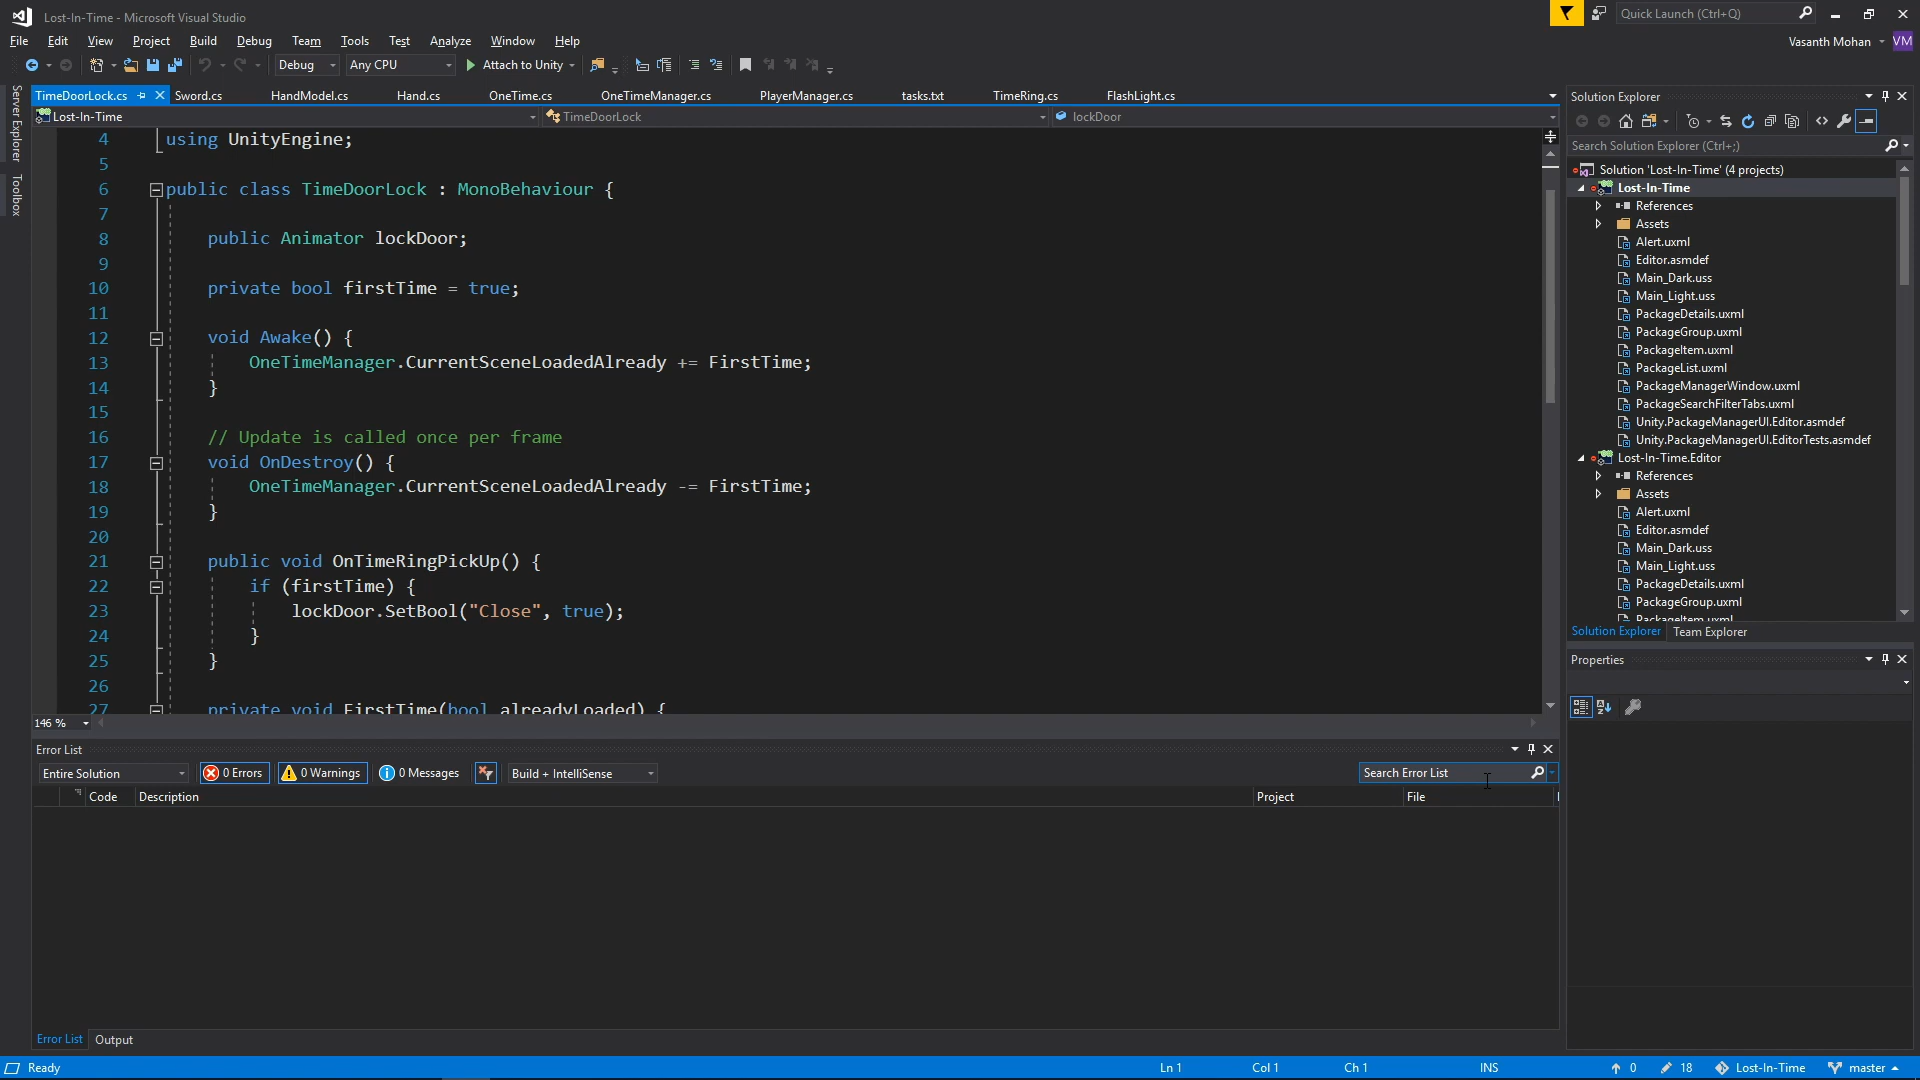 Lost-In-Time - Microsoft Visual Studio
Quick Launch (Ctrl+Q)
File Edit View Project Build Debug Team Tools Test Analyze Window Help
Vasanth Mohan VM
Debug Any CPU Attach to Unity
Server Explorer
Toolbox
TimeDoorLock.cs Sword.cs HandModel.cs Hand.cs OneTime.cs OneTimeManager.cs PlayerManager.cs tasks.txt TimeRing.cs FlashLight.cs
Lost-In-Time TimeDoorLock lockDoor
4 using UnityEngine;
5
6 public class TimeDoorLock : MonoBehaviour {
7
8 public Animator lockDoor;
9
10 private bool firstTime = true;
11
12 void Awake() {
13 OneTimeManager.CurrentSceneLoadedAlready += FirstTime;
14 }
15
16 // Update is called once per frame
17 void OnDestroy() {
18 OneTimeManager.CurrentSceneLoadedAlready -= FirstTime;
19 }
20
21 public void OnTimeRingPickUp() {
22 if (firstTime) {
23 lockDoor.SetBool("Close", true);
24 }
25 }
26
27 private void FirstTime(bool alreadyLoaded) {
146 %
Error List
Entire Solution 0 Errors 0 Warnings 0 Messages Build + IntelliSense Search Error List
Code Description Project File
Error List Output
Solution Explorer
Search Solution Explorer (Ctrl+;)
Solution 'Lost-In-Time' (4 projects)
Lost-In-Time
References
Assets
Alert.uxml
Editor.asmdef
Main_Dark.uss
Main_Light.uss
PackageDetails.uxml
PackageGroup.uxml
PackageItem.uxml
PackageList.uxml
PackageManagerWindow.uxml
PackageSearchFilterTabs.uxml
Unity.PackageManagerUI.Editor.asmdef
Unity.PackageManagerUI.EditorTests.asmdef
Lost-In-Time.Editor
References
Assets
Alert.uxml
Editor.asmdef
Main_Dark.uss
Main_Light.uss
PackageDetails.uxml
PackageGroup.uxml
PackageItem.uxml
Solution Explorer Team Explorer
Properties
Ready Ln 1 Col 1 Ch 1 INS 0 18 Lost-In-Time master